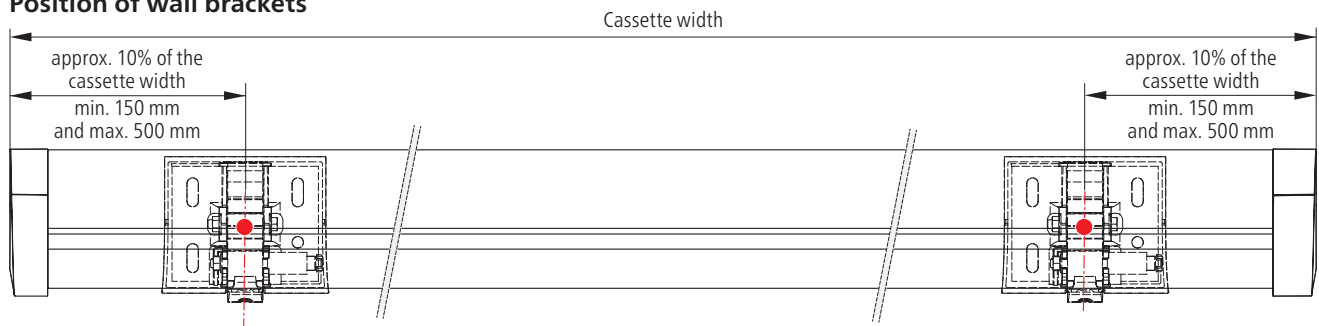 Position of wall brackets
Cassette width
approx. 10% of the
cassette width
min. 150 mm
and max. 500 mm
approx. 10% of the
cassette width
min. 150 mm
and max. 500 mm